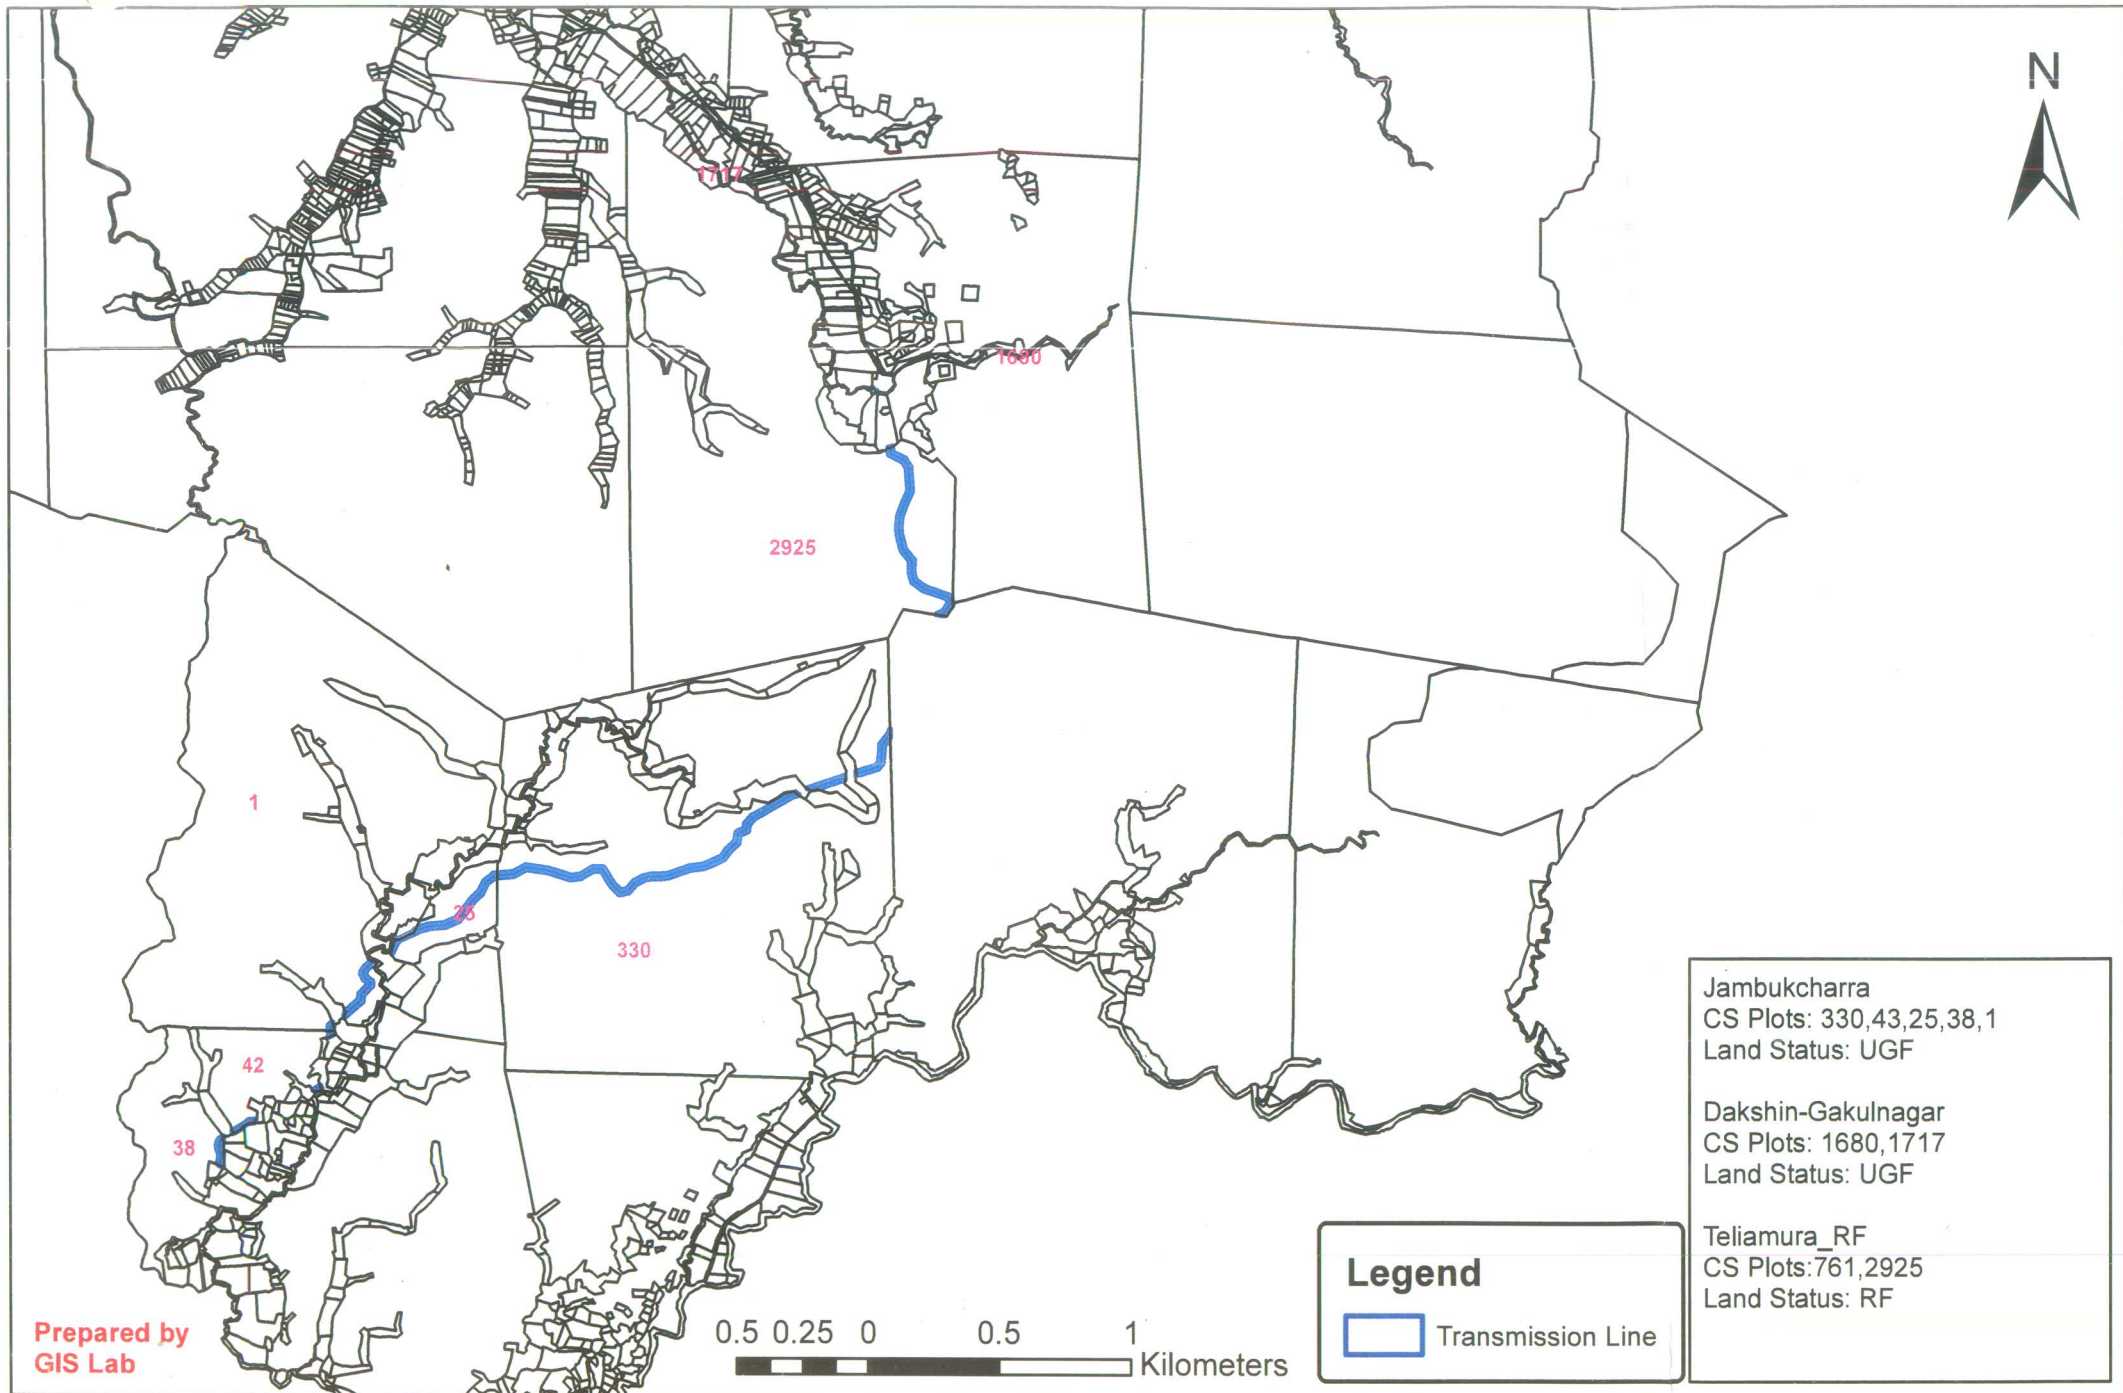 N
1717
1680
2925
1
25
330
42
38
Jambukcharra
CS Plots: 330,43,25,38,1
Land Status: UGF
Dakshin-Gakulnagar
CS Plots: 1680,1717
Land Status: UGF
Teliamura_RF
CS Plots:761,2925
Land Status: RF
Legend
Transmission Line
Prepared by
GIS Lab
0.5 0.25 0 0.5 1
Kilometers